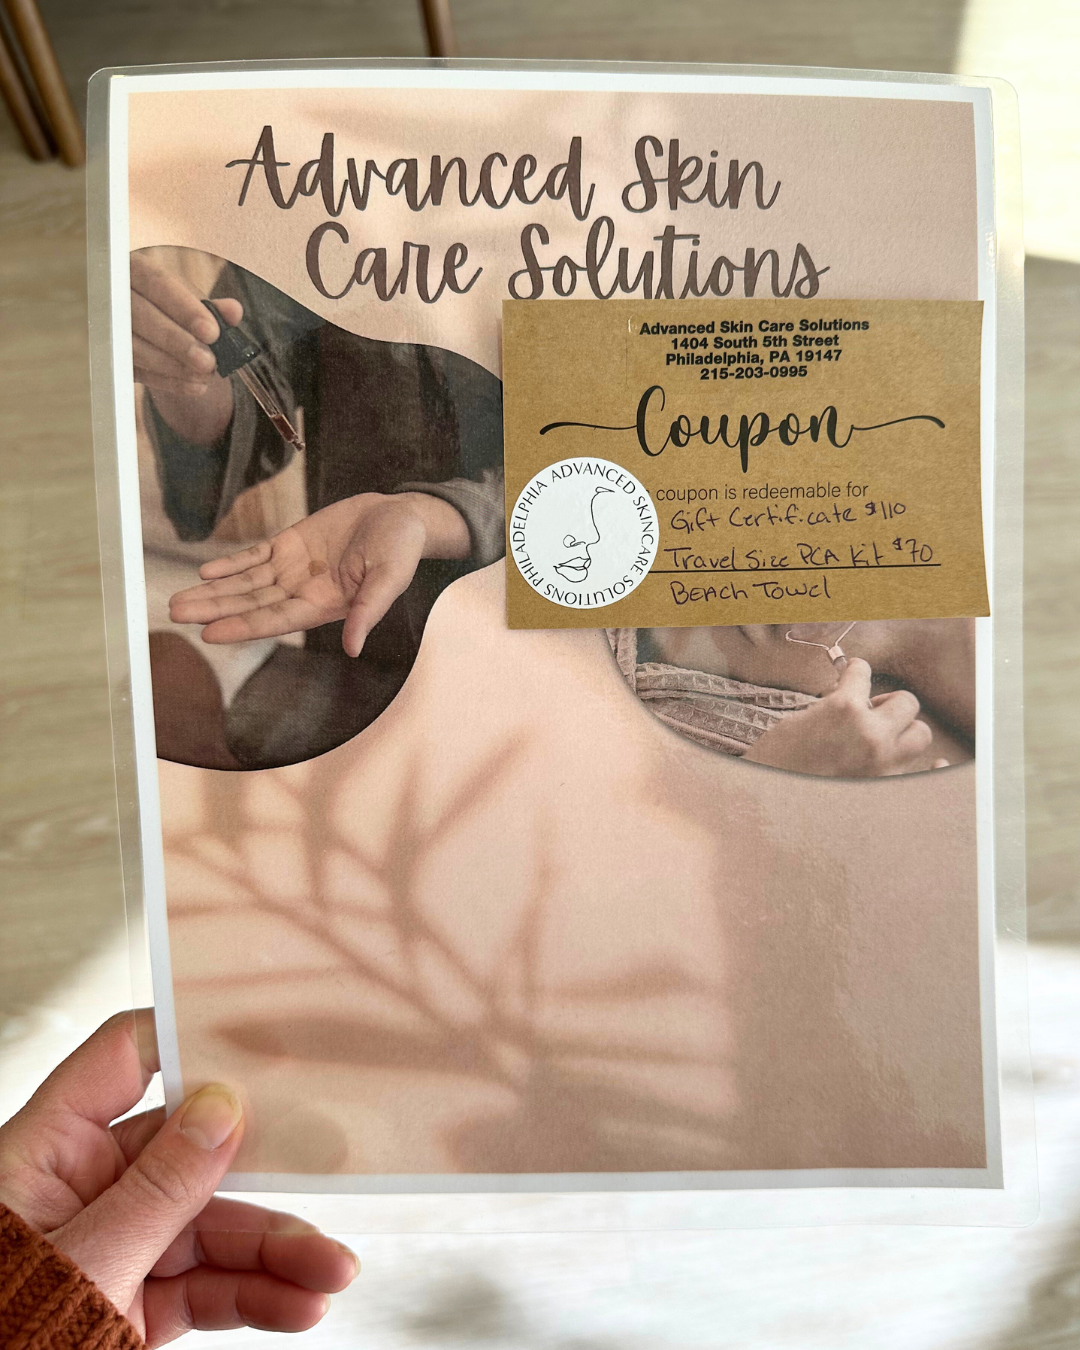 Advanced Skin
Care Solutions
Advanced Skin Care Solutions
1404 South 5th Street
Philadelphia, PA 19147
215-203-0995
Coupon
coupon is redeemable for
Gift Certificate $110
Travel Size PCA Kit $70
Beach Towel
PHILADELPHIA ADVANCED SKINCARE SOLUTIONS